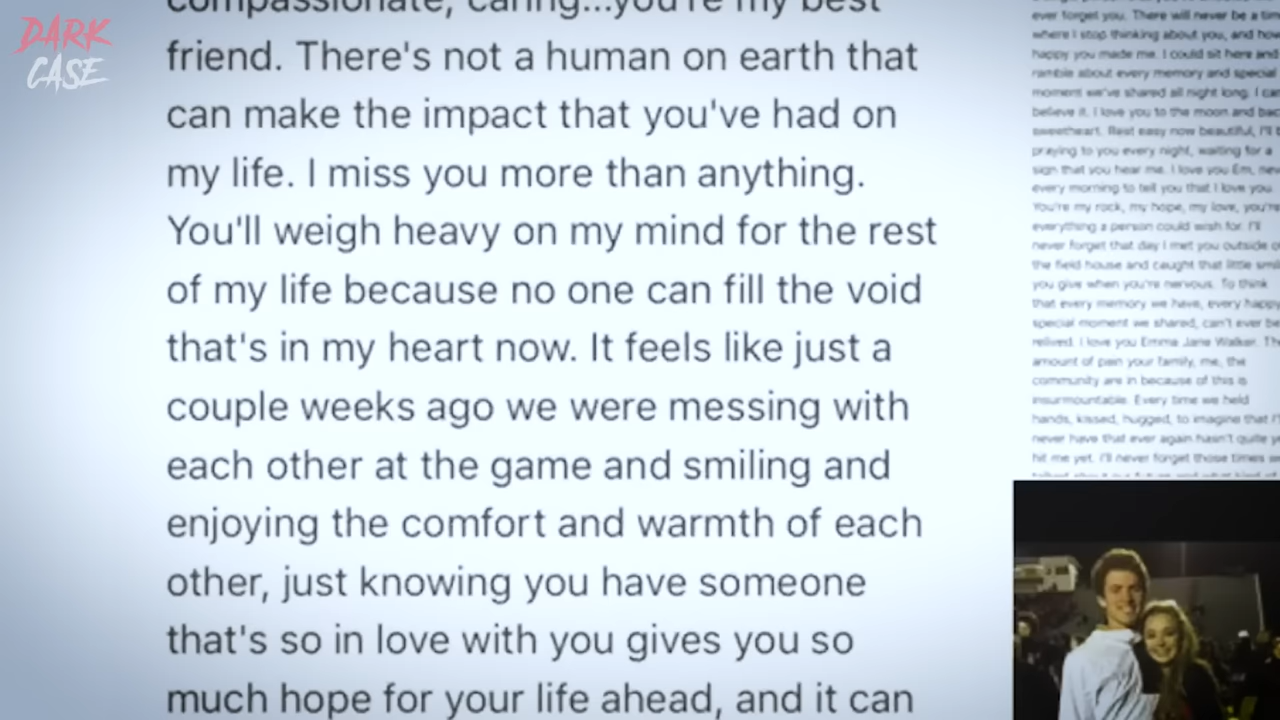 DARK
CASE
compassionate, caring...you're my best
friend. There's not a human on earth that
can make the impact that you've had on
my life. I miss you more than anything.
You'll weigh heavy on my mind for the rest
of my life because no one can fill the void
that's in my heart now. It feels like just a
couple weeks ago we were messing with
each other at the game and smiling and
enjoying the comfort and warmth of each
other, just knowing you have someone
that's so in love with you gives you so
much hope for your life ahead, and it can
ever forget you. There will never be a tim
where I stop thinking about you, and how
happy you made me. I could sit here and
ramble about every memory and special
moment we've shared all night long. I can
believe it. I love you to the moon and bac
sweetheart. Rest easy now beautiful, I'll b
praying to you every night, waiting for a
sign that you hear me. I love you Em, new
every morning to tell you that I love you.
You're my rock, my hope, my love, you're
everything a person could wish for. I'll
never forget that day I met you outside o
the field house and caught that little smil
you give when you're nervous. To think
that every memory we have, every happy
special moment we shared, can't ever be
relived. I love you Emma Jane Walker. The
amount of pain your family, me, the
community are in because of this is
insurmountable. Every time we held
hands, kissed, hugged, to imagine that I'
never have that ever again hasn't quite y
hit me yet. I'll never forget those times w